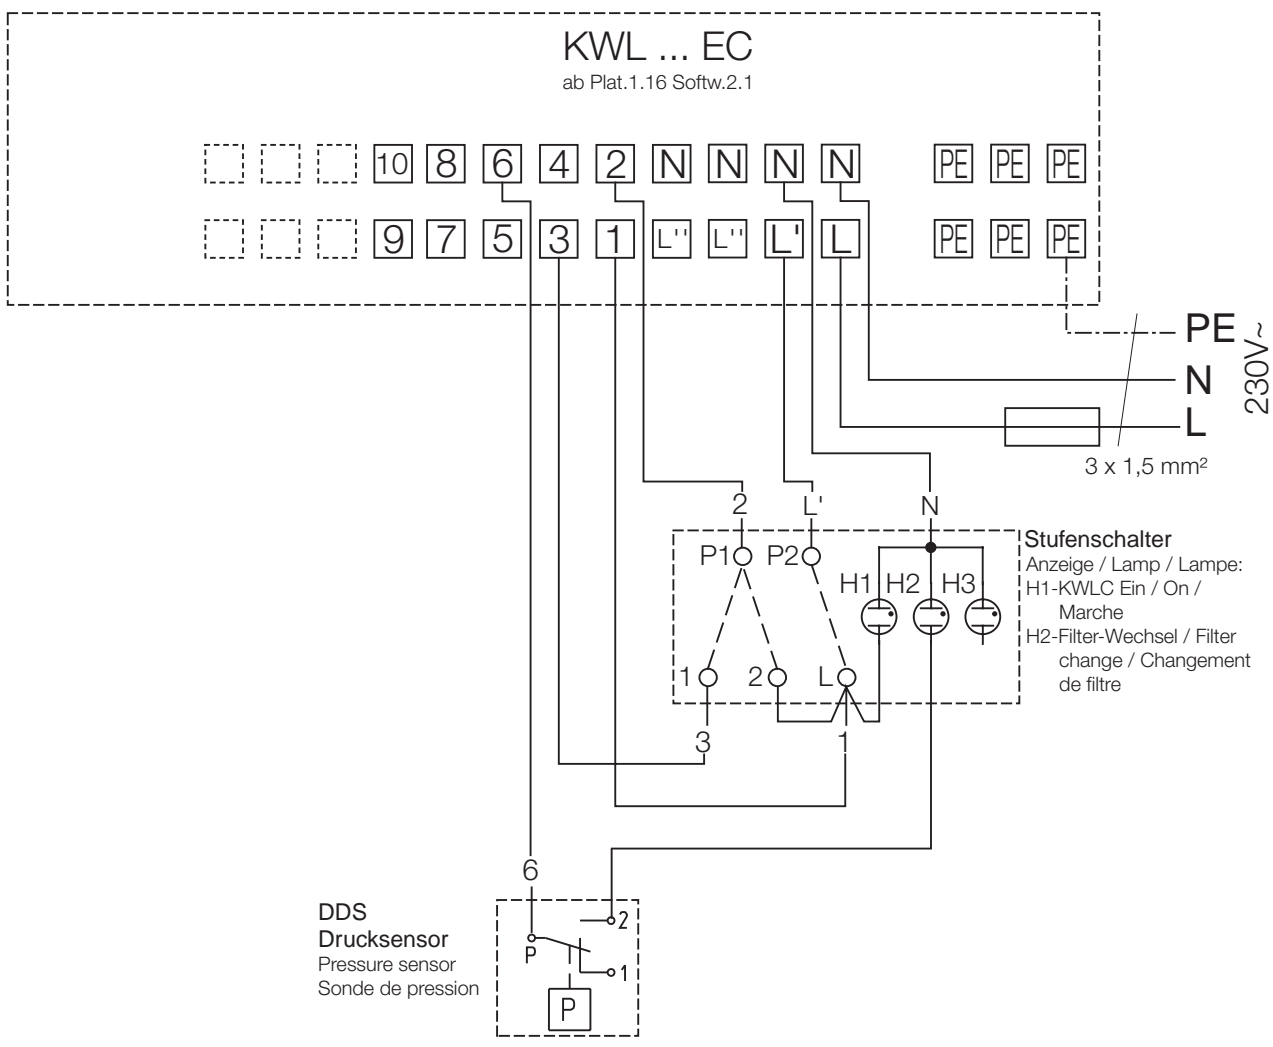 KWL ... EC
ab Plat.1.16 Softw.2.1
10 8 6 4 2 N N N N PE PE PE
9 7 5 3 1 L'' L'' L' L PE PE PE
PE
N
L
230V~
3 x 1,5 mm²
2 L' N
P1 P2 H1 H2 H3
1 2 L
3 1
Stufenschalter
Anzeige / Lamp / Lampe:
H1-KWLC Ein / On /
Marche
H2-Filter-Wechsel / Filter
change / Changement
de filtre
6
DDS
Drucksensor
Pressure sensor
Sonde de pression
2
P
1
P